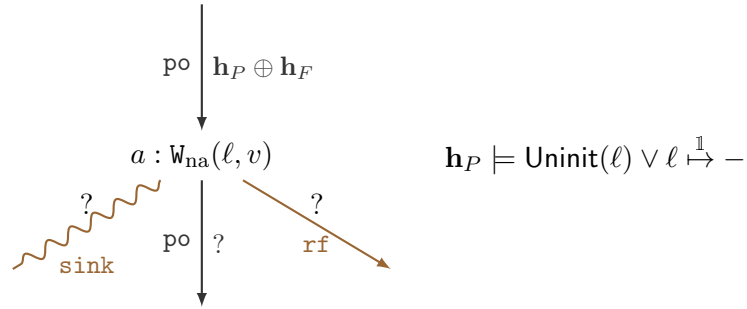 po h_P ⊕ h_F
a : W_na(ℓ, v)
h_P ⊨ Uninit(ℓ) ∨ ℓ ↦^𝟙 −
? ?
po ? rf
sink